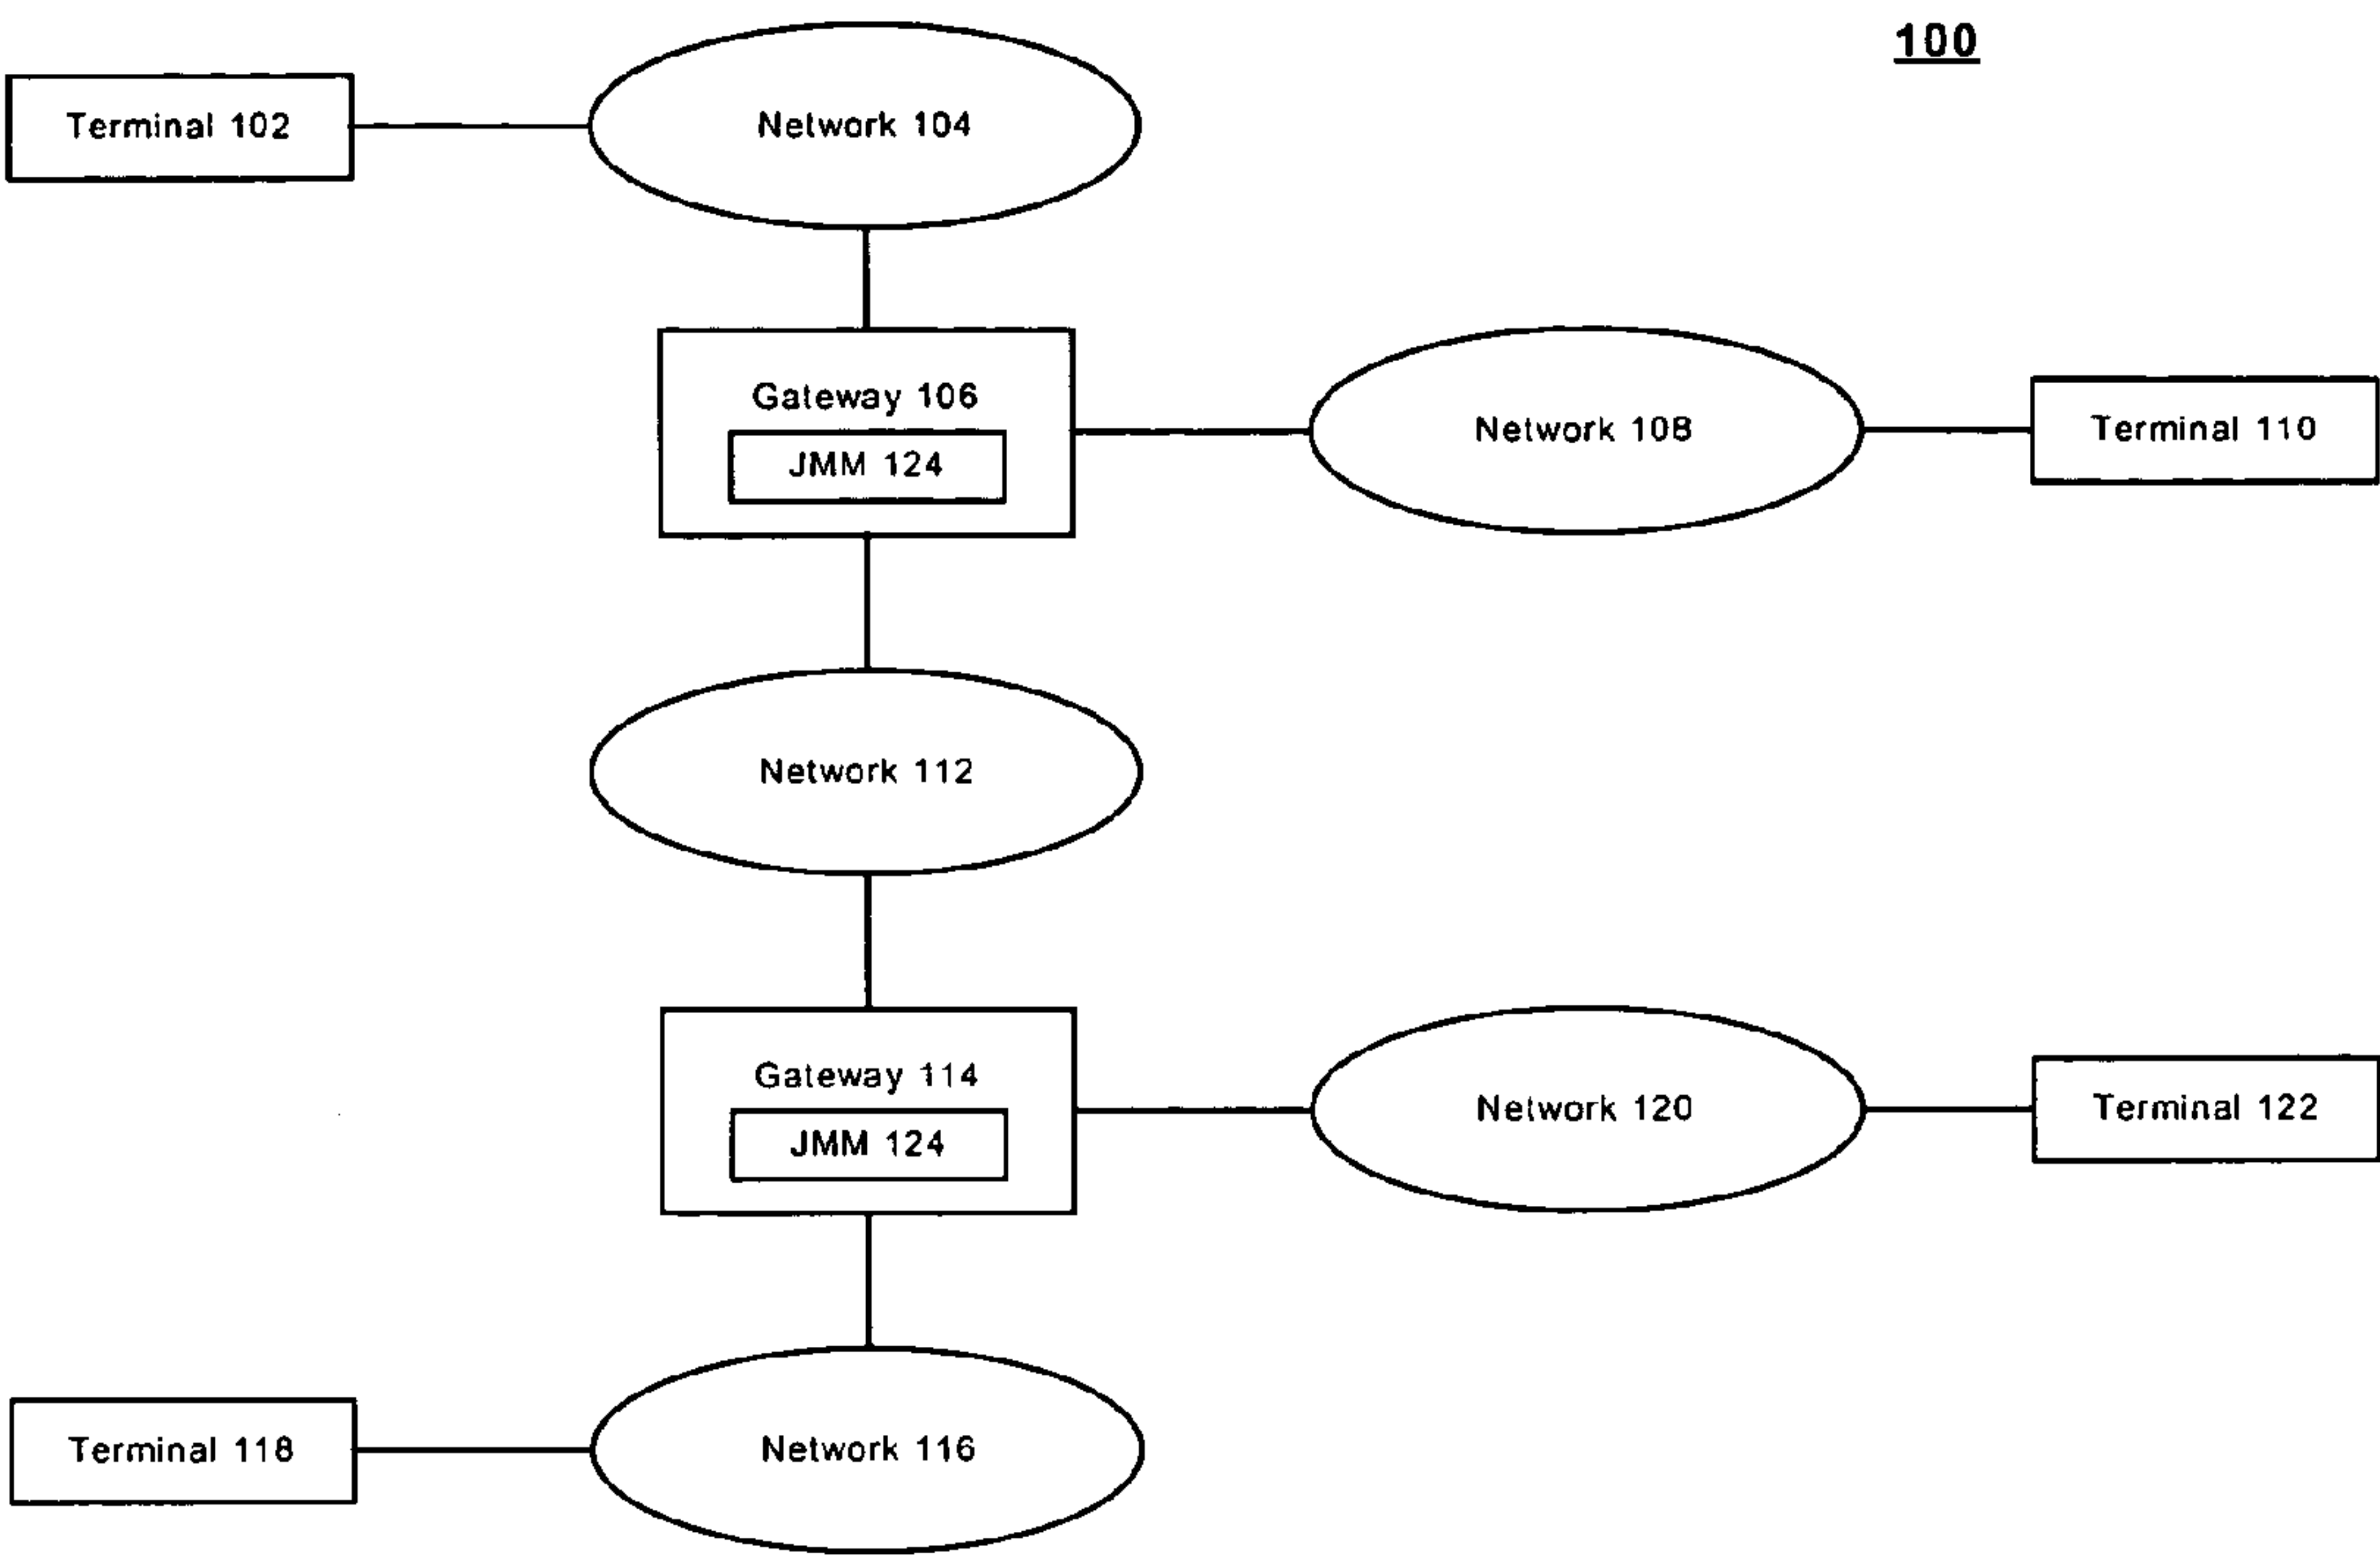 100
Terminal 102
Network 104
Gateway 106
JMM 124
Network 108
Terminal 110
Network 112
Gateway 114
JMM 124
Network 120
Terminal 122
Terminal 118
Network 116